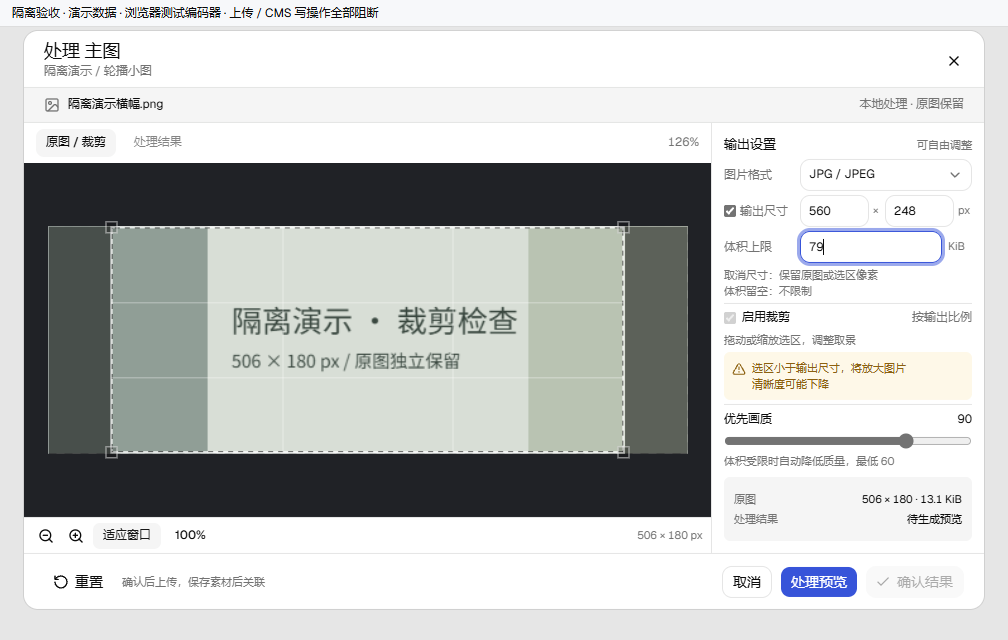 隔离验收 · 演示数据 · 浏览器测试编码器 · 上传 / CMS 写操作全部阻断
处理 主图
隔离演示 / 轮播小图
隔离演示横幅.png
本地处理 · 原图保留
原图 / 裁剪
处理结果
126%
隔离演示 · 裁剪检查
506 × 180 px / 原图独立保留
100%
适应窗口
506 × 180 px
输出设置
可自由调整
图片格式
JPG / JPEG
输出尺寸
560 × 248 px
体积上限
79 KiB
取消尺寸：保留原图或选区像素
体积留空：不限制
启用裁剪
按输出比例
拖动或缩放选区，调整取景
选区小于输出尺寸，将放大图片
清晰度可能下降
优先画质
90
体积受限时自动降低质量，最低 60
原图
506 × 180 · 13.1 KiB
处理结果
待生成预览
重置
确认后上传，保存素材后关联
取消
处理预览
确认结果